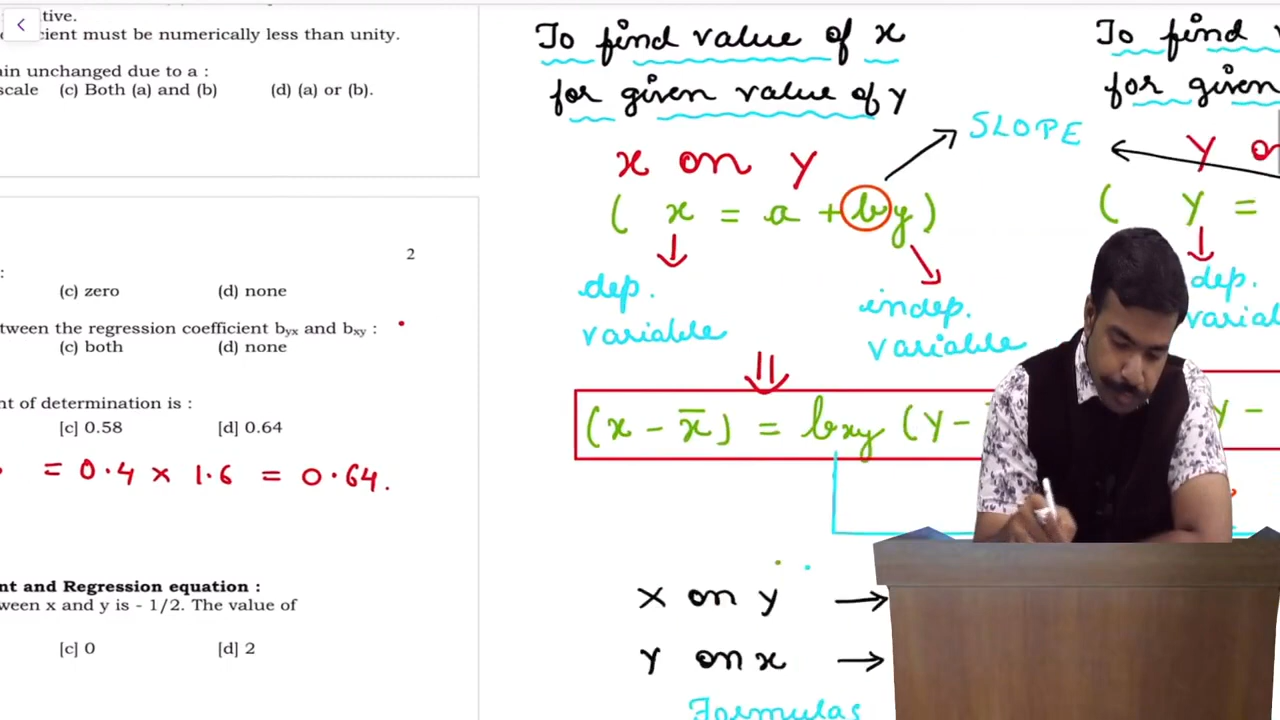 tive.
cient must be numerically less than unity.
ain unchanged due to a :
scale (c) Both (a) and (b) (d) (a) or (b).
2
:
(c) zero (d) none
tween the regression coefficient byx and bxy :
(c) both (d) none
nt of determination is :
[c] 0.58 [d] 0.64
= 0.4 × 1.6 = 0.64.
nt and Regression equation :
ween x and y is - 1/2. The value of
[c] 0 [d] 2
To find value of x
for given value of y
SLOPE
x on y
( x = a + by )
dep.
variable
indep.
variable
(x - x̄) = bxy (y -
X on y →
Y on x →
Formulas
To find
for given
Y
( Y =
dep.
variabl
y -